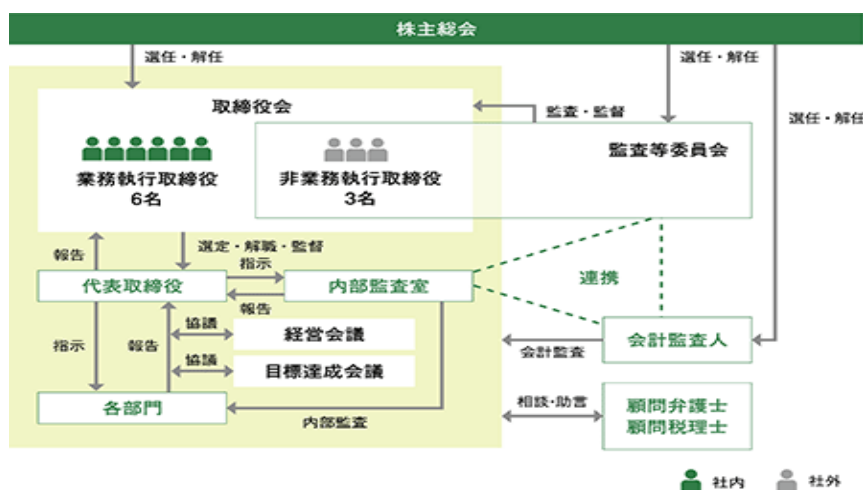 株主総会
選任・解任
選任・解任
選任・解任
取締役会
監査・監督
監査等委員会
業務執行取締役
6名
非業務執行取締役
3名
報告
選定・解職・監督
指示
代表取締役
内部監査室
連携
報告
協議
経営会議
指示
報告
会計監査
会計監査人
協議
目標達成会議
各部門
内部監査
相談・助言
顧問弁護士
顧問税理士
社内
社外